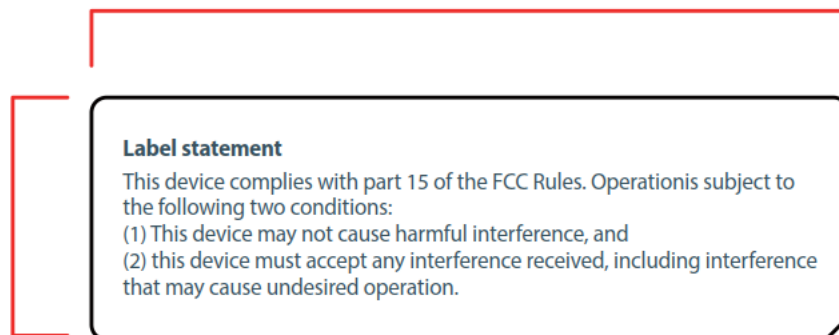 Label statement
This device complies with part 15 of the FCC Rules. Operationis subject to
the following two conditions:
(1) This device may not cause harmful interference, and
(2) this device must accept any interference received, including interference
that may cause undesired operation.